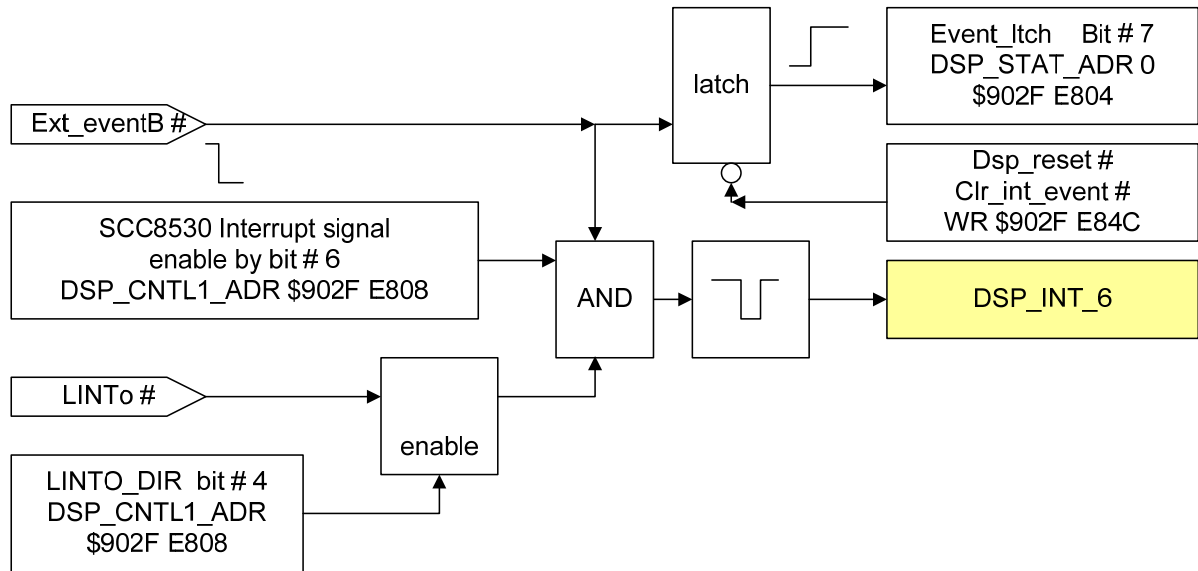 Event_ltch Bit # 7
DSP_STAT_ADR 0
$902F E804
latch
Ext_eventB #
Dsp_reset #
Clr_int_event #
WR $902F E84C
SCC8530 Interrupt signal
enable by bit # 6
DSP_CNTL1_ADR $902F E808
AND
DSP_INT_6
LINTo #
enable
LINTO_DIR bit # 4
DSP_CNTL1_ADR
$902F E808